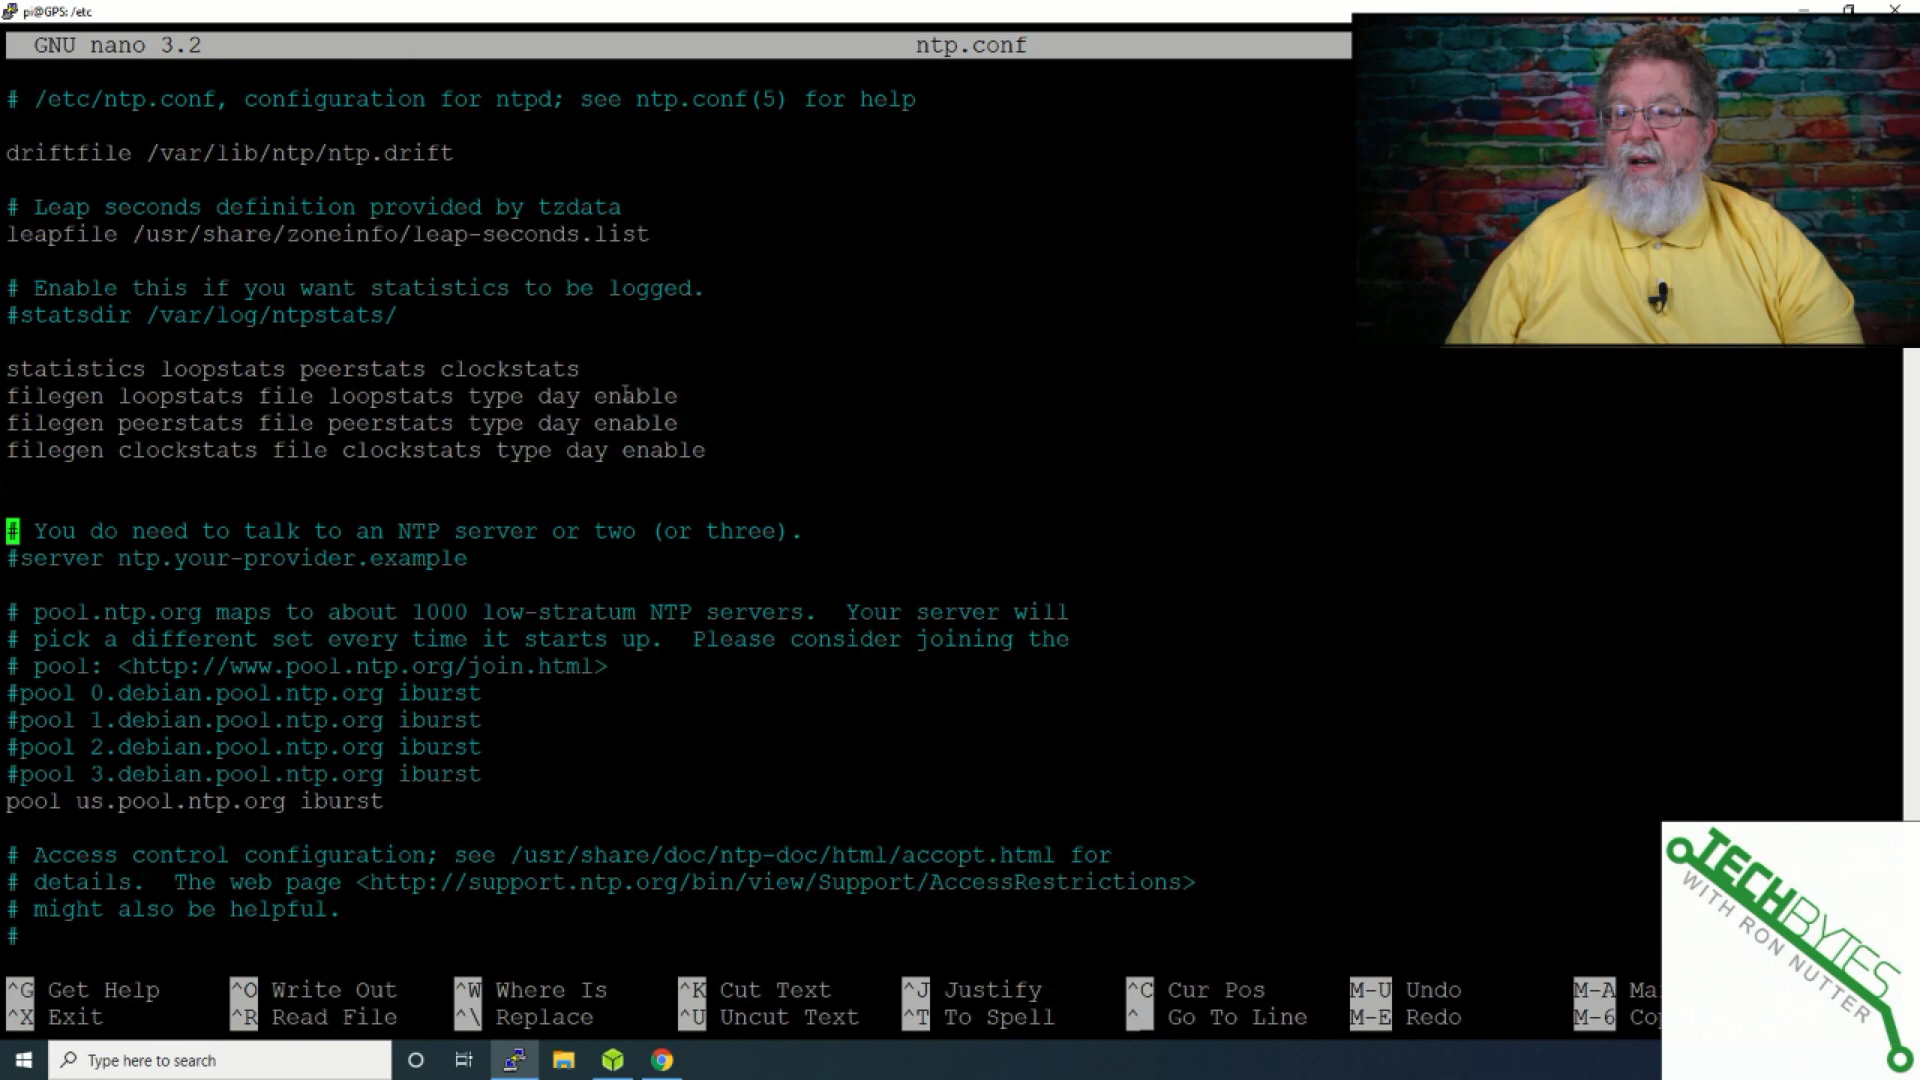 pi@GPS: /etc
GNU nano 3.2 ntp.conf
# /etc/ntp.conf, configuration for ntpd; see ntp.conf(5) for help
driftfile /var/lib/ntp/ntp.drift
# Leap seconds definition provided by tzdata
leapfile /usr/share/zoneinfo/leap-seconds.list
# Enable this if you want statistics to be logged.
#statsdir /var/log/ntpstats/
statistics loopstats peerstats clockstats
filegen loopstats file loopstats type day enable
filegen peerstats file peerstats type day enable
filegen clockstats file clockstats type day enable
# You do need to talk to an NTP server or two (or three).
#server ntp.your-provider.example
# pool.ntp.org maps to about 1000 low-stratum NTP servers.  Your server will
# pick a different set every time it starts up.  Please consider joining the
# pool: <http://www.pool.ntp.org/join.html>
#pool 0.debian.pool.ntp.org iburst
#pool 1.debian.pool.ntp.org iburst
#pool 2.debian.pool.ntp.org iburst
#pool 3.debian.pool.ntp.org iburst
pool us.pool.ntp.org iburst
# Access control configuration; see /usr/share/doc/ntp-doc/html/accopt.html for
# details.  The web page <http://support.ntp.org/bin/view/Support/AccessRestrictions>
# might also be helpful.
#
^G Get Help ^O Write Out ^W Where Is ^K Cut Text ^J Justify ^C Cur Pos M-U Undo M-A Ma
^X Exit ^R Read File ^\ Replace ^U Uncut Text ^T To Spell ^_ Go To Line M-E Redo M-6 Co
TECHBYTES
WITH RON NUTTER
Type here to search